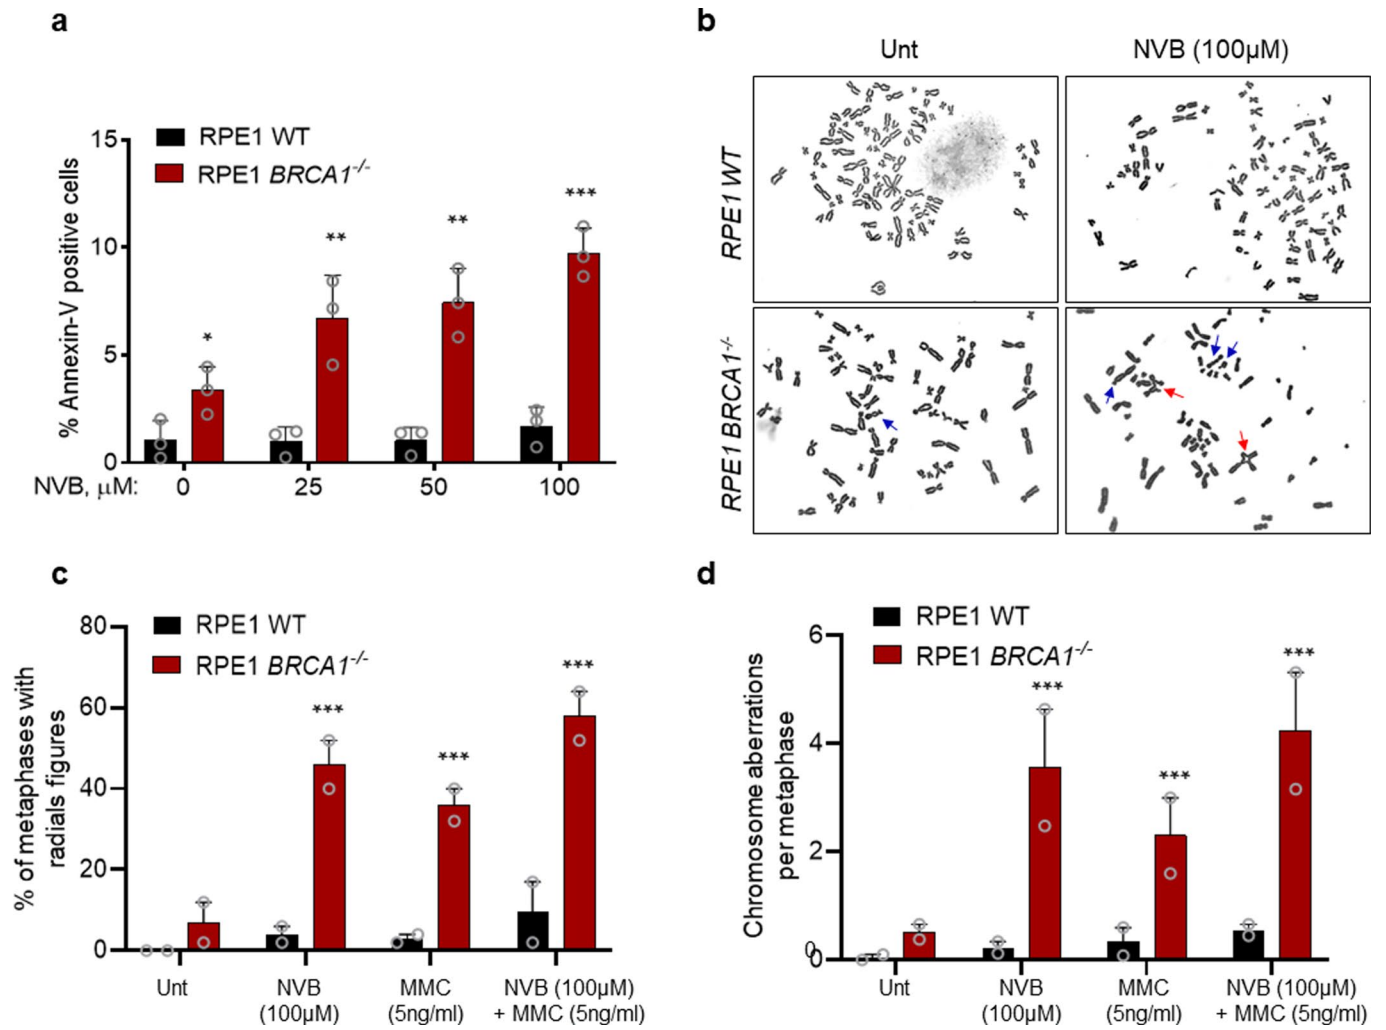 a
RPE1 WT
RPE1 BRCA1-/-
% Annexin-V positive cells
15
10
5
0
*
**
**
***
NVB, μM:
0 25 50 100
b
Unt NVB (100μM)
RPE1 WT
RPE1 BRCA1-/-
c
RPE1 WT
RPE1 BRCA1-/-
% of metaphases with
radials figures
80
60
40
20
0
***
***
***
Unt NVB MMC NVB (100μM)
(100μM) (5ng/ml) + MMC (5ng/ml)
d
RPE1 WT
RPE1 BRCA1-/-
Chromosome aberrations
per metaphase
6
4
2
0
0
***
***
***
Unt NVB MMC NVB (100μM)
(100μM) (5ng/ml) + MMC (5ng/ml)